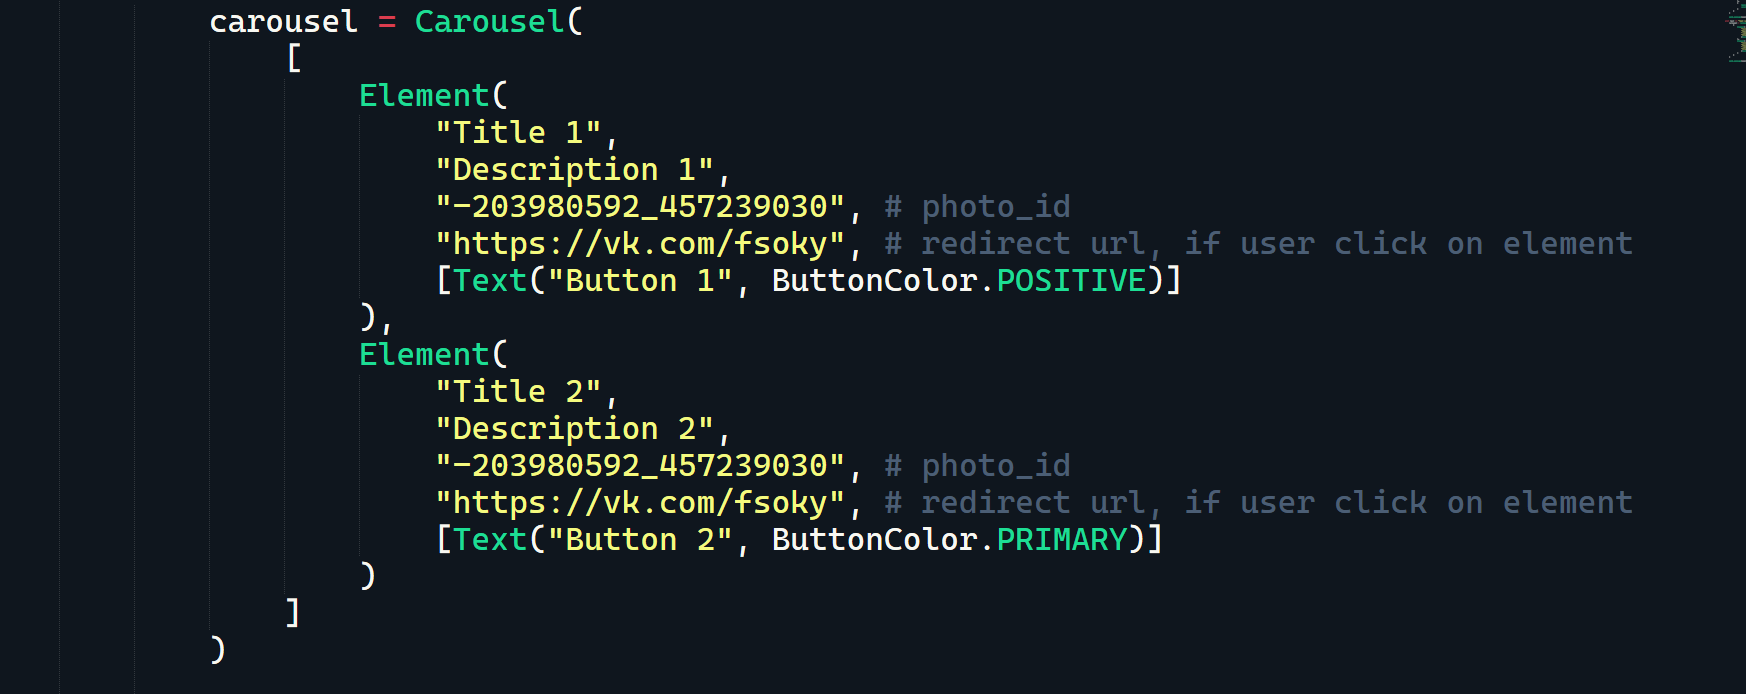 carousel = Carousel(
[
Element(
"Title 1",
"Description 1",
"-203980592_457239030", # photo_id
"https://vk.com/fsoky", # redirect url, if user click on element
[Text("Button 1", ButtonColor.POSITIVE)]
),
Element(
"Title 2",
"Description 2",
"-203980592_457239030", # photo_id
"https://vk.com/fsoky", # redirect url, if user click on element
[Text("Button 2", ButtonColor.PRIMARY)]
)
]
)